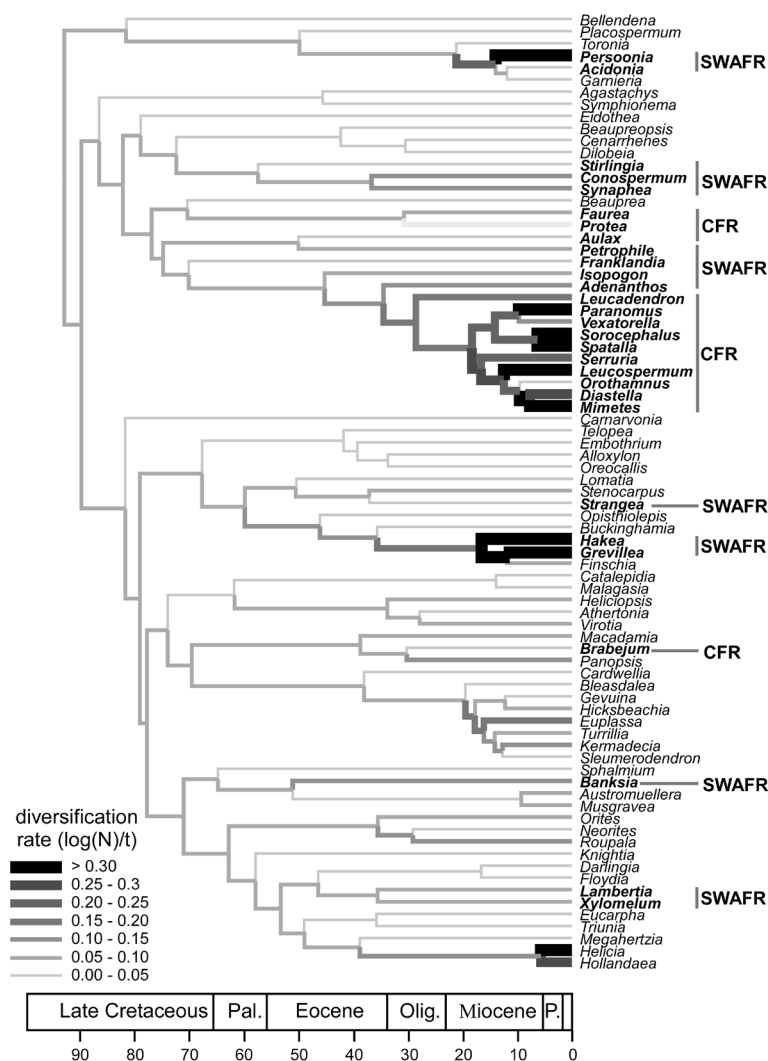 Bellendena
Placospermum
Toronia
Persoonia
SWAFR
Acidonia
Garnieria
Agastachys
Symphionema
Eidothea
Beaupreopsis
Cenarrhenes
Dilobeia
Stirlingia
Conospermum
SWAFR
Synaphea
Beauprea
Faurea
CFR
Protea
Aulax
Petrophile
Franklandia
SWAFR
Isopogon
Adenanthos
Leucadendron
Paranomus
Vexatorella
Sorocephalus
Spatalla
CFR
Serruria
Leucospermum
Orothamnus
Diastella
Mimetes
Carnarvonia
Telopea
Embothrium
Alloxylon
Oreocallis
Lomatia
Stenocarpus
Strangea SWAFR
Opisthiolepis
Buckinghamia
Hakea
SWAFR
Grevillea
Finschia
Catalepidia
Malagasia
Heliciopsis
Athertonia
Virotia
Macadamia
Brabejum CFR
Panopsis
Cardwellia
Bleasdalea
Gevuina
Hicksbeachia
Euplassa
Turrillia
Kermadecia
Sleumerodendron
Sphalmium
Banksia SWAFR
Austromuellera
Musgravea
Orites
Neorites
Roupala
Knightia
Darlingia
Floydia
Lambertia
SWAFR
Xylomelum
Eucarpha
Triunia
Megahertzia
Helicia
Hollandaea
diversification
rate (log(N)/t)
> 0.30
0.25 - 0.3
0.20 - 0.25
0.15 - 0.20
0.10 - 0.15
0.05 - 0.10
0.00 - 0.05
Late Cretaceous Pal. Eocene Olig. Miocene P.
90 80 70 60 50 40 30 20 10 0